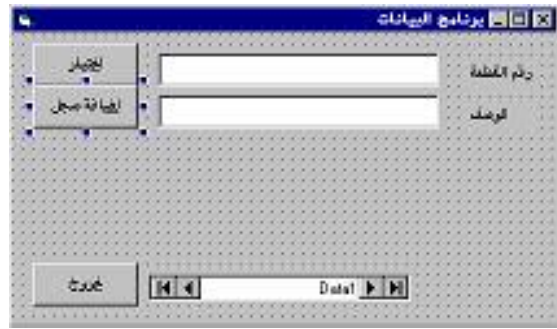 برنامج البيانات
رقم القطعة
اختيار
الوصف
إضافة سجل
Data1
خروج